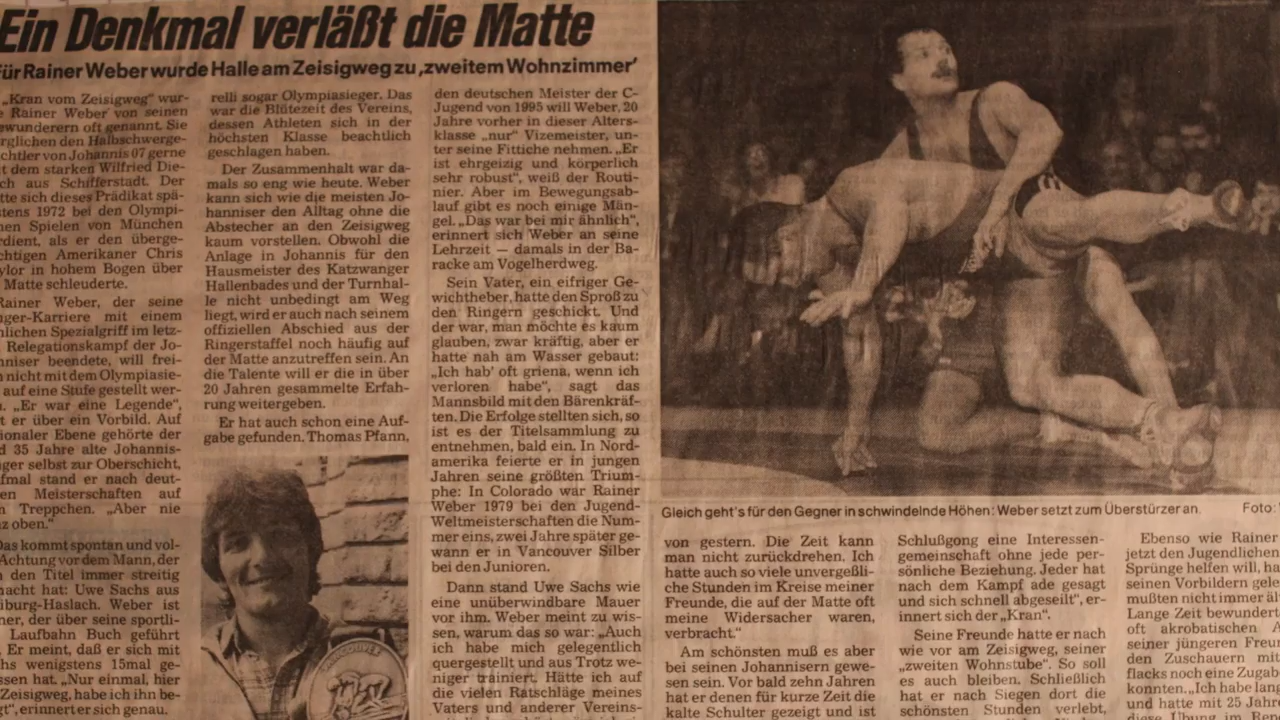 Ein Denkmal verläßt die Matte
Für Rainer Weber wurde Halle am Zeisigweg zu ‚zweitem Wohnzimmer’
„Kran vom Zeisigweg“ wur-
Rainer Weber von seinen
ewunderern oft genannt. Sie
rglichen den Halbschwerge-
chtler von Johannis 07 gerne
t dem starken Wilfried Die-
ch aus Schifferstadt. Der
tte sich dieses Prädikat spä-
stens 1972 bei den Olympi-
hen Spielen von München
rdient, als er den überge-
chtigen Amerikaner Chris
ylor in hohem Bogen über
Matte schleuderte.
Rainer Weber, der seine
nger-Karriere mit einem
nlichen Spezialgriff im letz-
Relegationskampf der Jo-
nniser beendete, will frei-
nicht mit dem Olympiasie-
auf eine Stufe gestellt wer-
„Er war eine Legende“,
t er über ein Vorbild. Auf
ionaler Ebene gehörte der
d 35 Jahre alte Johannis-
ger selbst zur Oberschicht,
fmal stand er nach deut-
en Meisterschaften auf
Treppchen. „Aber nie
z oben.“
Das kommt spontan und vol-
Achtung vor dem Mann, der
den Titel immer streitig
acht hat: Uwe Sachs aus
burg-Haslach. Weber ist
ner, der über seine sportli-
Laufbahn Buch geführt
Er meint, daß er sich mit
hs wenigstens 15mal ge-
ssen hat. „Nur einmal, hier
Zeisigweg, habe ich ihn be-
gt“, erinnert er sich genau.
relli sogar Olympiasieger. Das
war die Blütezeit des Vereins,
dessen Athleten sich in der
höchsten Klasse beachtlich
geschlagen haben.
Der Zusammenhalt war da-
mals so eng wie heute. Weber
kann sich wie die meisten Jo-
hanniser den Alltag ohne die
Abstecher an den Zeisigweg
kaum vorstellen. Obwohl die
Anlage in Johannis für den
Hausmeister des Katzwanger
Hallenbades und der Turnhal-
le nicht unbedingt am Weg
liegt, wird er auch nach seinem
offiziellen Abschied aus der
Ringerstaffel noch häufig auf
der Matte anzutreffen sein. An
die Talente will er die in über
20 Jahren gesammelte Erfah-
rung weitergeben.
Er hat auch schon eine Auf-
gabe gefunden. Thomas Pfann,
VANCOUVER
den deutschen Meister der C-
Jugend von 1995 will Weber, 20
Jahre vorher in dieser Alters-
klasse „nur“ Vizemeister, un-
ter seine Fittiche nehmen. „Er
ist ehrgeizig und körperlich
sehr robust“, weiß der Routi-
nier. Aber im Bewegungsab-
lauf gibt es noch einige Män-
gel. „Das war bei mir ähnlich“,
erinnert sich Weber an seine
Lehrzeit — damals in der Ba-
racke am Vogelherdweg.
Sein Vater, ein eifriger Ge-
wichtheber, hatte den Sproß zu
den Ringern geschickt. Und
der war, man möchte es kaum
glauben, zwar kräftig, aber er
hatte nah am Wasser gebaut:
„Ich hab’ oft griena, wenn ich
verloren habe“, sagt das
Mannsbild mit den Bärenkräf-
ten. Die Erfolge stellten sich, so
ist es der Titelsammlung zu
entnehmen, bald ein. In Nord-
amerika feierte er in jungen
Jahren seine größten Trium-
phe: In Colorado war Rainer
Weber 1979 bei den Jugend-
Weltmeisterschaften die Num-
mer eins, zwei Jahre später ge-
wann er in Vancouver Silber
bei den Junioren.
Dann stand Uwe Sachs wie
eine unüberwindbare Mauer
vor ihm. Weber meint zu wis-
sen, warum das so war: „Auch
ich habe mich gelegentlich
quergestellt und aus Trotz we-
niger trainiert. Hätte ich auf
die vielen Ratschläge meines
Vaters und anderer Vereins-
Gleich geht’s für den Gegner in schwindelnde Höhen: Weber setzt zum Überstürzer an.
Foto:
von gestern. Die Zeit kann
man nicht zurückdrehen. Ich
hatte auch so viele unvergeßli-
che Stunden im Kreise meiner
Freunde, die auf der Matte oft
meine Widersacher waren,
verbracht.“
Am schönsten muß es aber
bei seinen Johannisern gewe-
sen sein. Vor bald zehn Jahren
hat er denen für kurze Zeit die
kalte Schulter gezeigt und ist
Schlußgong eine Interessen-
gemeinschaft ohne jede per-
sönliche Beziehung. Jeder hat
nach dem Kampf ade gesagt
und sich schnell abgeseilt“, er-
innert sich der „Kran“.
Seine Freunde hatte er nach
wie vor am Zeisigweg, seiner
„zweiten Wohnstube“. So soll
es auch bleiben. Schließlich
hat er nach Siegen dort die
schönsten Stunden verlebt,
Ebenso wie Rainer
jetzt den Jugendlichen
Sprünge helfen will, ha
seinen Vorbildern gele
mußten nicht immer äl
Lange Zeit bewundert
oft akrobatischen A
seiner jüngeren Freun
den Zuschauern mit
flacks noch eine Zugab
konnten. „Ich habe lang
und hatte mit 25 Jahr
diese Übung im Rep